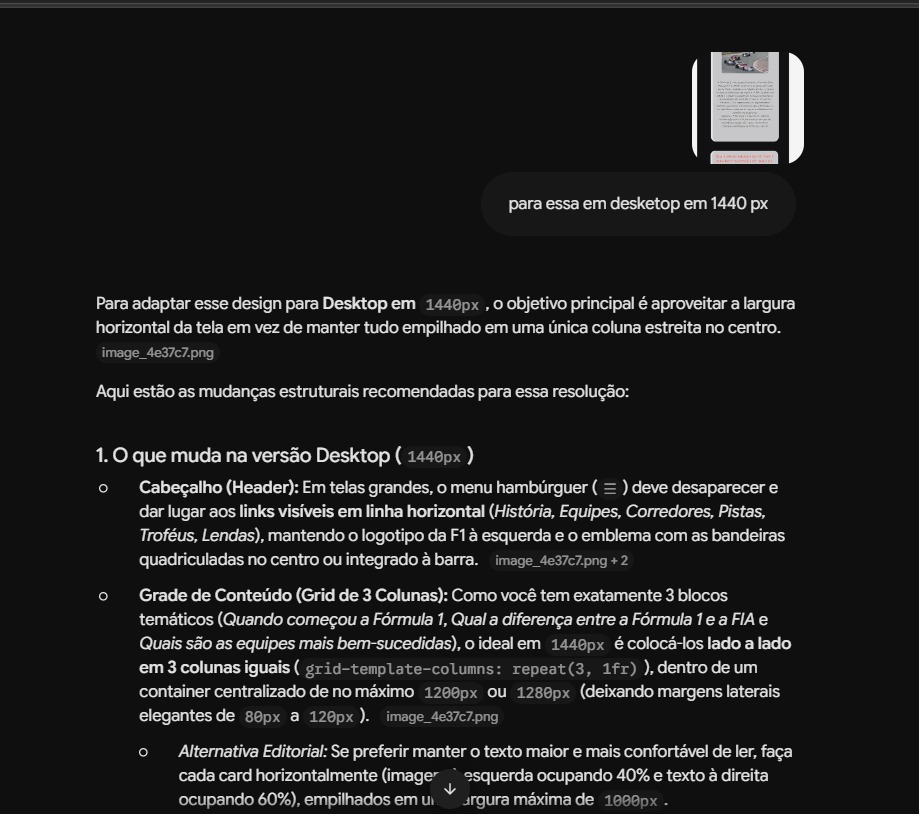 para essa em desketop em 1440 px
Para adaptar esse design para Desktop em 1440px, o objetivo principal é aproveitar a largura
horizontal da tela em vez de manter tudo empilhado em uma única coluna estreita no centro.
image_4e37c7.png
Aqui estão as mudanças estruturais recomendadas para essa resolução:
1. O que muda na versão Desktop ( 1440px )
Cabeçalho (Header): Em telas grandes, o menu hambúrguer ( ☰ ) deve desaparecer e
dar lugar aos links visíveis em linha horizontal (História, Equipes, Corredores, Pistas,
Troféus, Lendas), mantendo o logotipo da F1 à esquerda e o emblema com as bandeiras
quadriculadas no centro ou integrado à barra. image_4e37c7.png + 2
Grade de Conteúdo (Grid de 3 Colunas): Como você tem exatamente 3 blocos
temáticos (Quando começou a Fórmula 1, Qual a diferença entre a Fórmula 1 e a FIA e
Quais são as equipes mais bem-sucedidas), o ideal em 1440px é colocá-los lado a lado
em 3 colunas iguais ( grid-template-columns: repeat(3, 1fr) ), dentro de um
container centralizado de no máximo 1200px ou 1280px (deixando margens laterais
elegantes de 80px a 120px ). image_4e37c7.png
Alternativa Editorial: Se preferir manter o texto maior e mais confortável de ler, faça
cada card horizontalmente (imagem esquerda ocupando 40% e texto à direita
ocupando 60%), empilhados em largura máxima de 1000px .